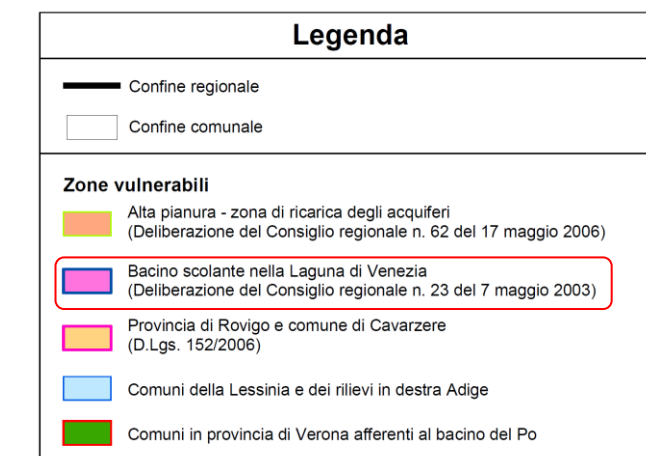 Legenda
Confine regionale
Confine comunale
Zone vulnerabili
Alta pianura - zona di ricarica degli acquiferi
(Deliberazione del Consiglio regionale n. 62 del 17 maggio 2006)
Bacino scolante nella Laguna di Venezia
(Deliberazione del Consiglio regionale n. 23 del 7 maggio 2003)
Provincia di Rovigo e comune di Cavarzere
(D.Lgs. 152/2006)
Comuni della Lessinia e dei rilievi in destra Adige
Comuni in provincia di Verona afferenti al bacino del Po